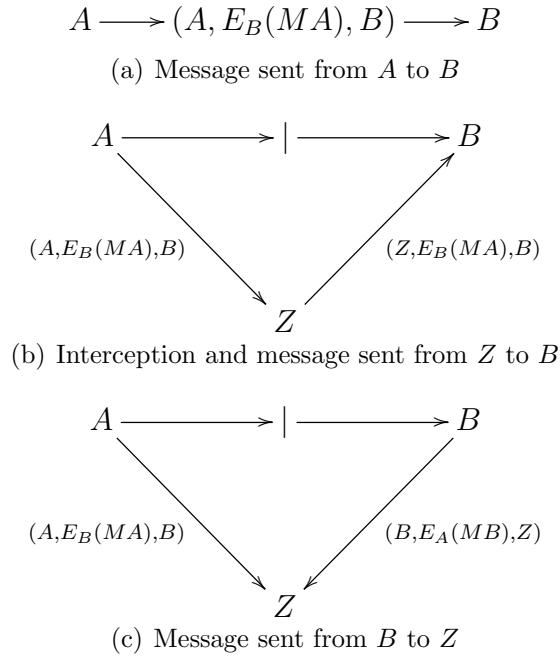 A → (A, E_B(MA), B) → B
(a) Message sent from A to B
A | B
(A,E_B(MA),B) (Z,E_B(MA),B)
Z
(b) Interception and message sent from Z to B
A | B
(A,E_B(MA),B) (B,E_A(MB),Z)
Z
(c) Message sent from B to Z